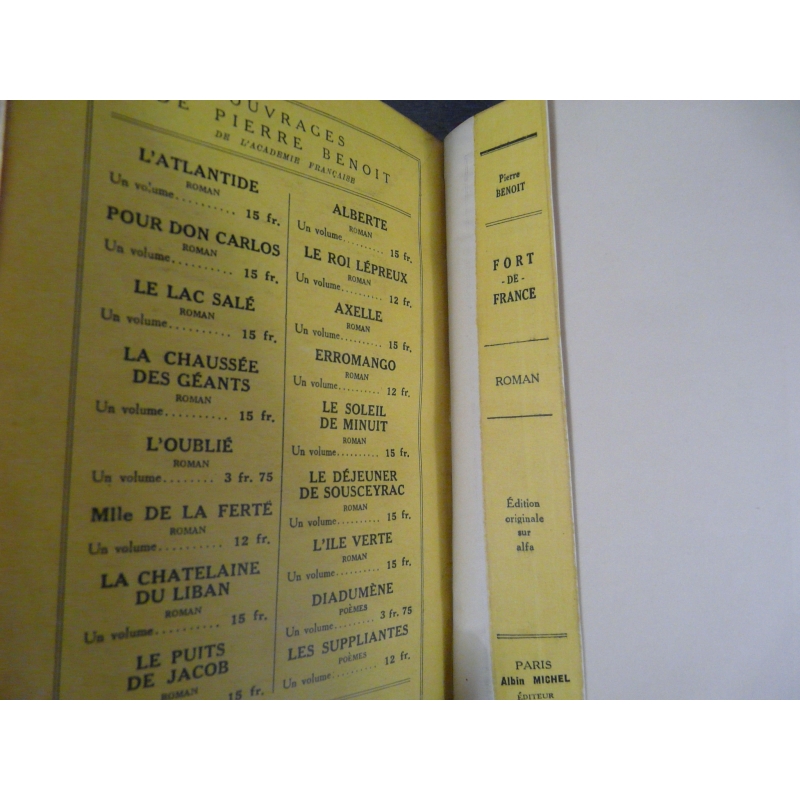 OUVRAGES
DE PIERRE BENOIT
DE L'ACADEMIE FRANÇAISE
L'ATLANTIDE
ROMAN
Un volume.......... 15 fr.
POUR DON CARLOS
ROMAN
Un volume.......... 15 fr.
LE LAC SALÉ
ROMAN
Un volume.......... 15 fr.
LA CHAUSSÉE
DES GÉANTS
ROMAN
Un volume.......... 15 fr.
L'OUBLIÉ
ROMAN
Un volume........ 3 fr. 75
Mlle DE LA FERTÉ
ROMAN
Un volume.......... 12 fr.
LA CHATELAINE
DU LIBAN
ROMAN
Un volume.......... 15 fr.
LE PUITS
DE JACOB
ROMAN
Un volume.......... 15 fr.
ALBERTE
ROMAN
Un volume.......... 15 fr.
LE ROI LÉPREUX
ROMAN
Un volume.......... 12 fr.
AXELLE
ROMAN
Un volume.......... 15 fr.
ERROMANGO
ROMAN
Un volume.......... 12 fr.
LE SOLEIL
DE MINUIT
ROMAN
Un volume.......... 15 fr.
LE DÉJEUNER
DE SOUSCEYRAC
ROMAN
Un volume.......... 15 fr.
L'ILE VERTE
ROMAN
Un volume.......... 15 fr.
DIADUMÈNE
POÈMES
Un volume........ 3 fr. 75
LES SUPPLIANTES
POÈMES
Un volume.......... 12 fr.
Pierre
BENOIT
FORT
-DE-
FRANCE
ROMAN
Édition
originale
sur
alfa
PARIS
Albin MICHEL
ÉDITEUR